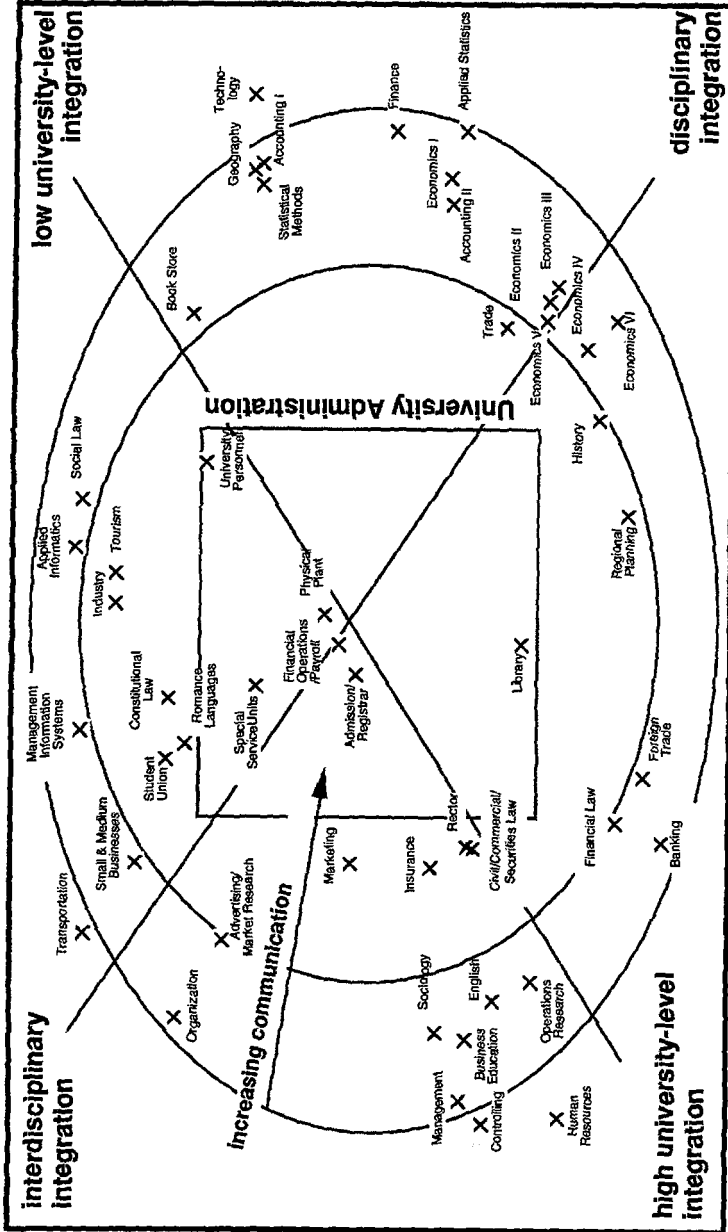 interdisciplinary
integration
low university-level
integration
Transportation
Management
Information
Systems
Applied
Informatics
Social Law
Small & Medium
Businesses
Industry
Tourism
Organization
Student
Union
Constitutional
Law
Book Store
Romance
Languages
Advertising/
Market Research
Special
Service Units
University
Personnel
Geography
Techno-
logy
Accounting I
Statistical
Methods
Increasing communication
Financial
Operations
/Payroll
Physical
Plant
University Administration
Marketing
Admission/
Registrar
Finance
Insurance
Sociology
Economics I
Applied Statistics
Management
Rector
Accounting II
Business
Education
English
Controlling
Civil/Commercial/
Securities Law
Trade
Economics II
Library
Economics V
Economics III
Operations
Research
Human
Resources
Economics IV
Financial Law
History
Economics VI
Regional
Planning
Foreign
Trade
Banking
high university-level
integration
disciplinary
integration